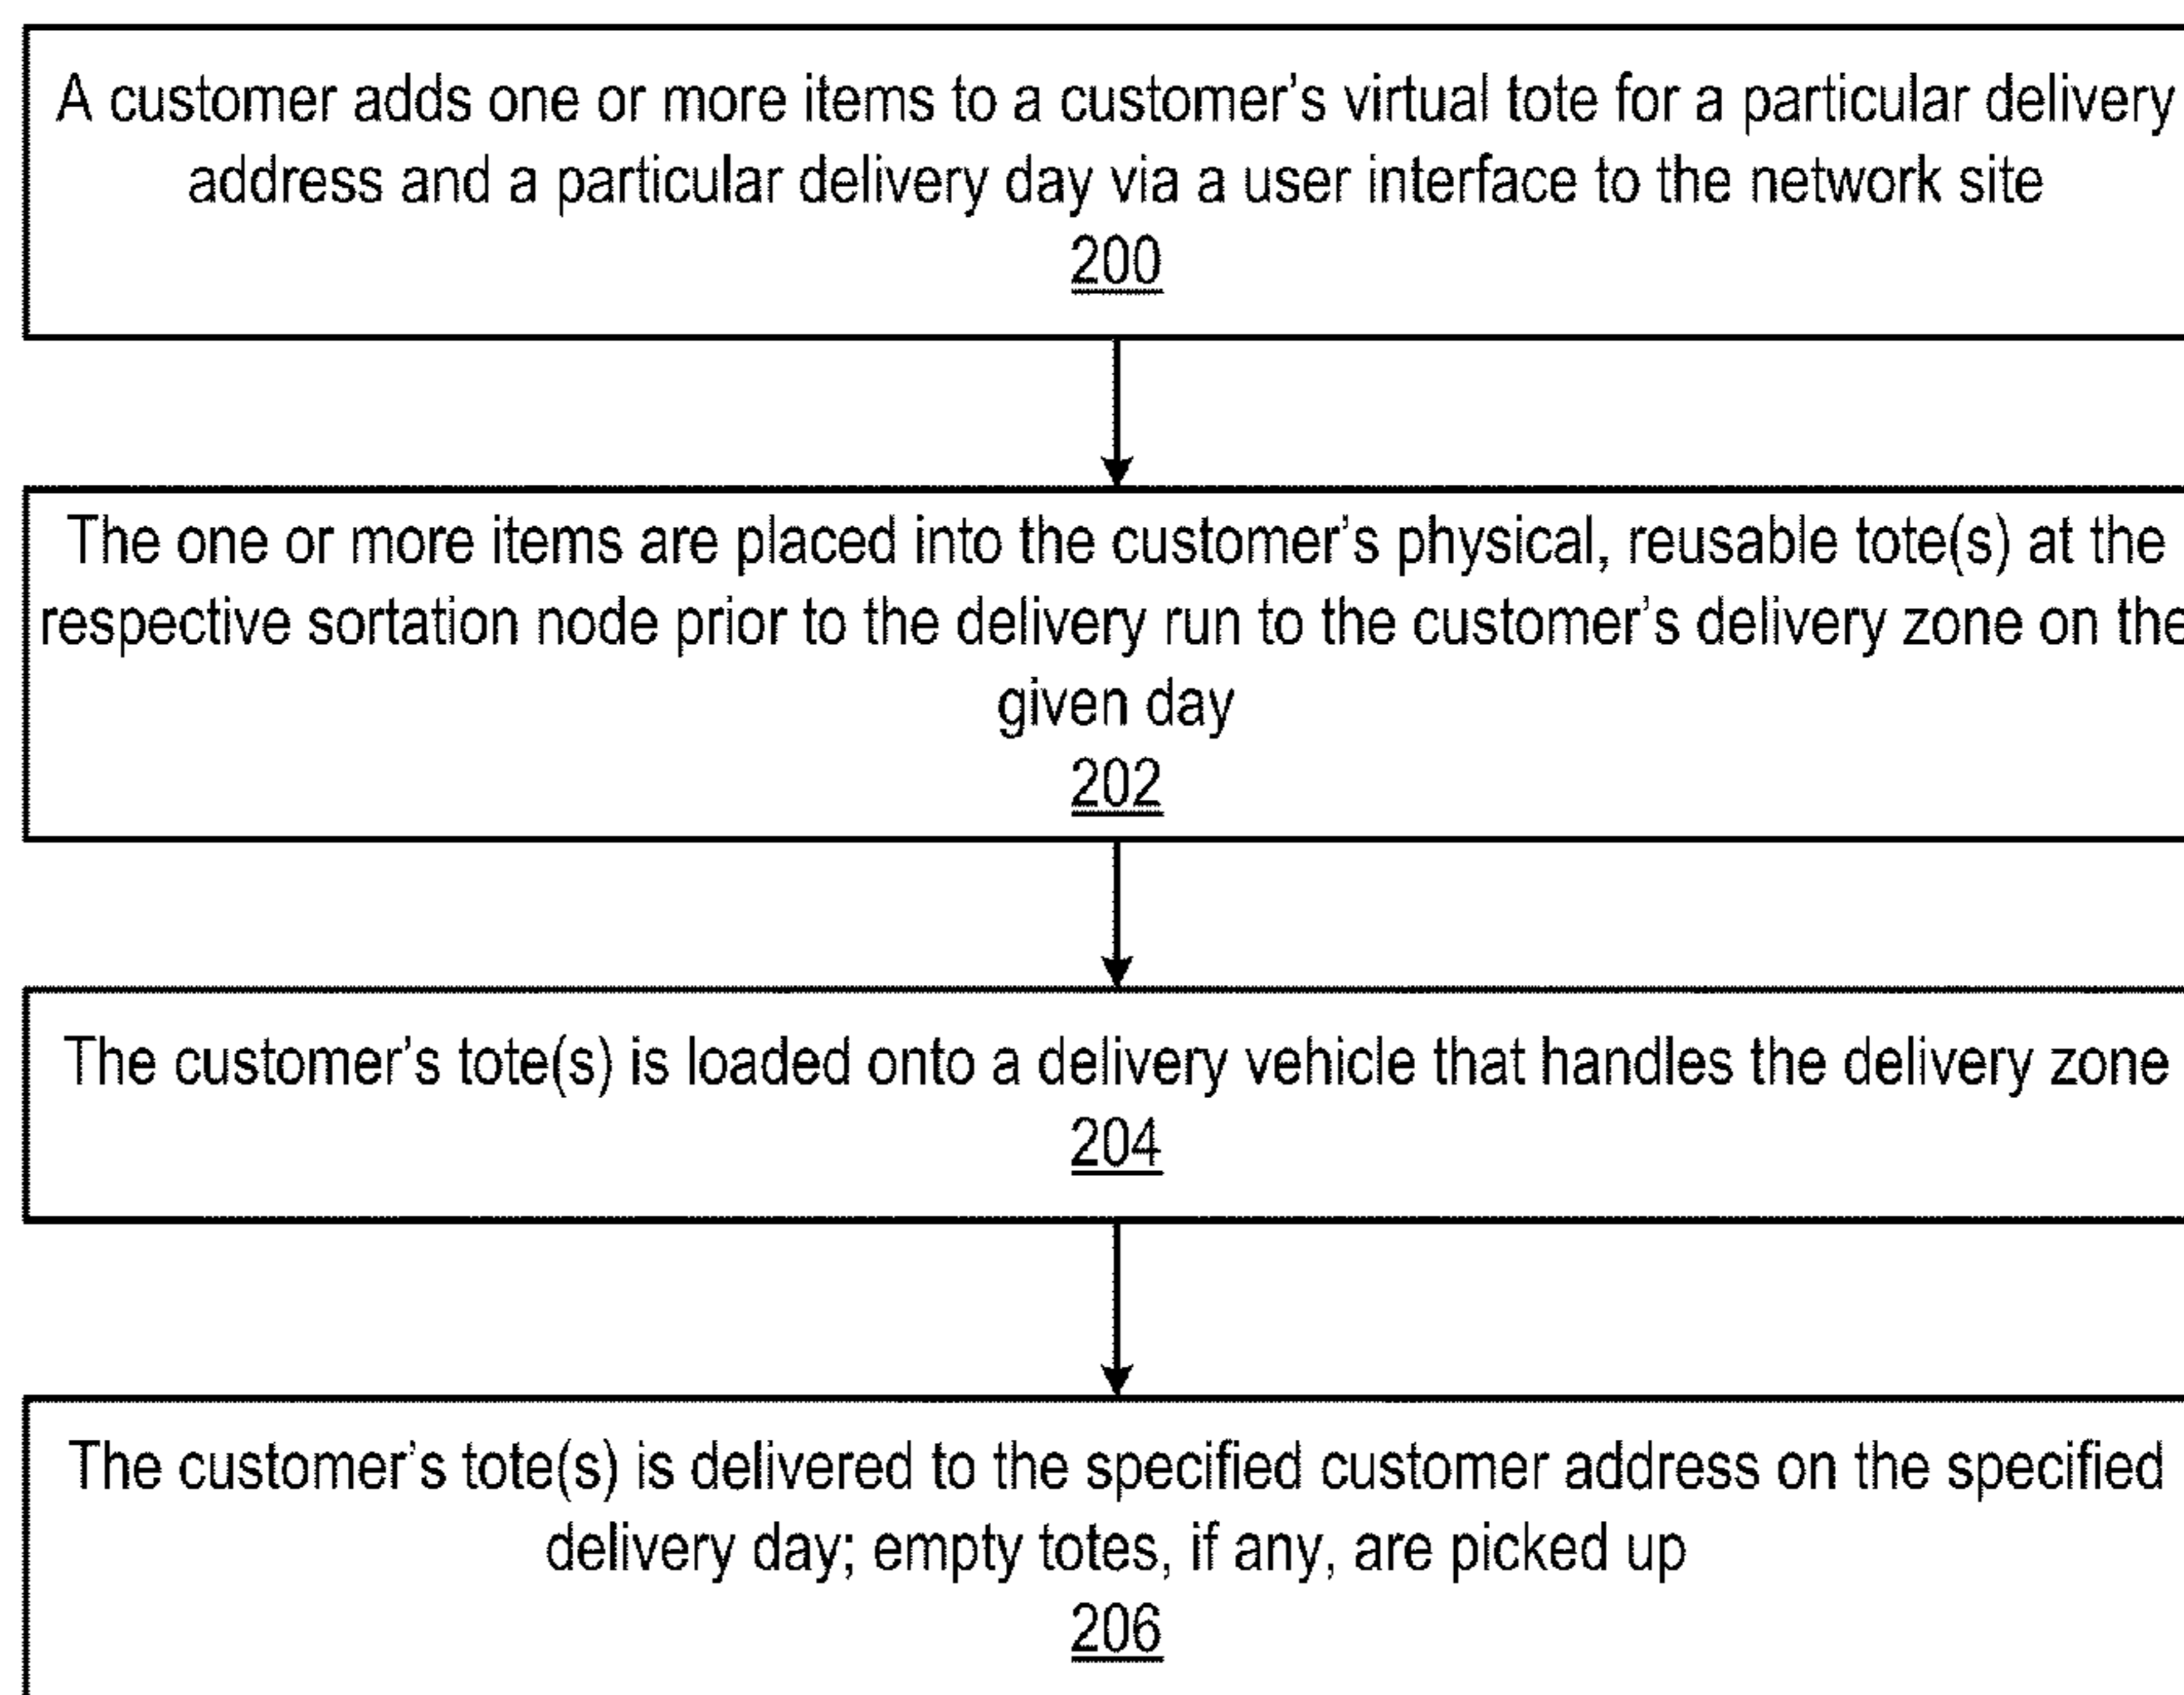 A customer adds one or more items to a customer's virtual tote for a particular delivery
address and a particular delivery day via a user interface to the network site
200
The one or more items are placed into the customer's physical, reusable tote(s) at the
respective sortation node prior to the delivery run to the customer's delivery zone on the
given day
202
The customer's tote(s) is loaded onto a delivery vehicle that handles the delivery zone
204
The customer's tote(s) is delivered to the specified customer address on the specified
delivery day; empty totes, if any, are picked up
206